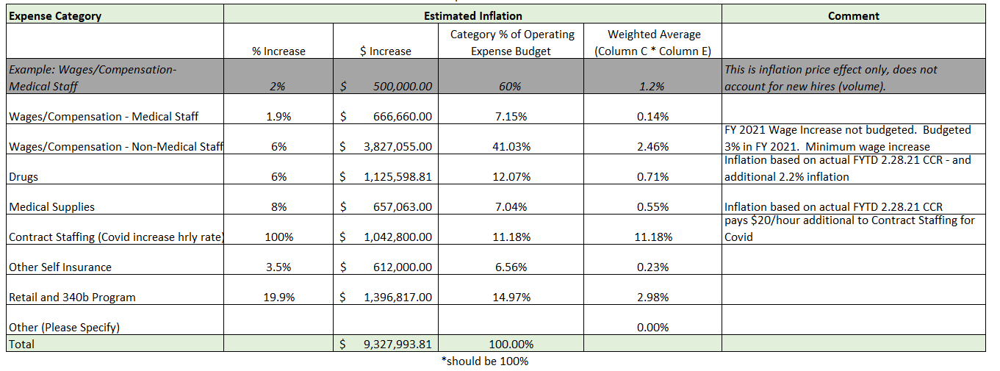 Expense Category Estimated Inflation Comment
% Increase $ Increase Category % of Operating Expense Budget Weighted Average (Column C * Column E)
Example: Wages/Compensation-
Medical Staff 2% $ 500,000.00 60% 1.2% This is inflation price effect only, does not
account for new hires (volume).
Wages/Compensation - Medical Staff 1.9% $ 666,660.00 7.15% 0.14%
FY 2021 Wage Increase not budgeted. Budgeted
Wages/Compensation - Non-Medical Staff 6% $ 3,827,055.00 41.03% 2.46% 3% in FY 2021. Minimum wage increase
Inflation based on actual FYTD 2.28.21 CCR - and
Drugs 6% $ 1,125,598.81 12.07% 0.71% additional 2.2% inflation
Medical Supplies 8% $ 657,063.00 7.04% 0.55% Inflation based on actual FYTD 2.28.21 CCR
pays $20/hour additional to Contract Staffing for
Contract Staffing (Covid increase hrly rate) 100% $ 1,042,800.00 11.18% 11.18% Covid
Other Self Insurance 3.5% $ 612,000.00 6.56% 0.23%
Retail and 340b Program 19.9% $ 1,396,817.00 14.97% 2.98%
Other (Please Specify) 0.00%
Total $ 9,327,993.81 100.00%
*should be 100%